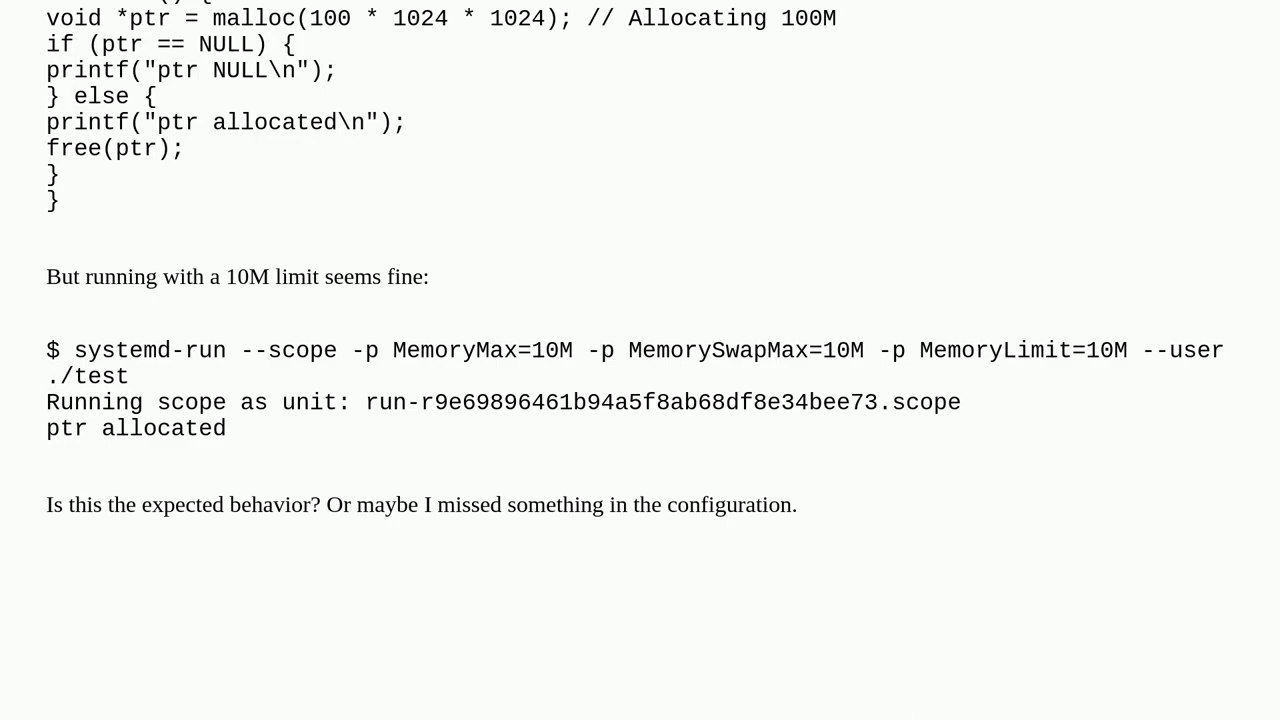 void *ptr = malloc(100 * 1024 * 1024); // Allocating 100M
if (ptr == NULL) {
printf("ptr NULL\n");
} else {
printf("ptr allocated\n");
free(ptr);
}
}
But running with a 10M limit seems fine:
$ systemd-run --scope -p MemoryMax=10M -p MemorySwapMax=10M -p MemoryLimit=10M --user
./test
Running scope as unit: run-r9e69896461b94a5f8ab68df8e34bee73.scope
ptr allocated
Is this the expected behavior? Or maybe I missed something in the configuration.